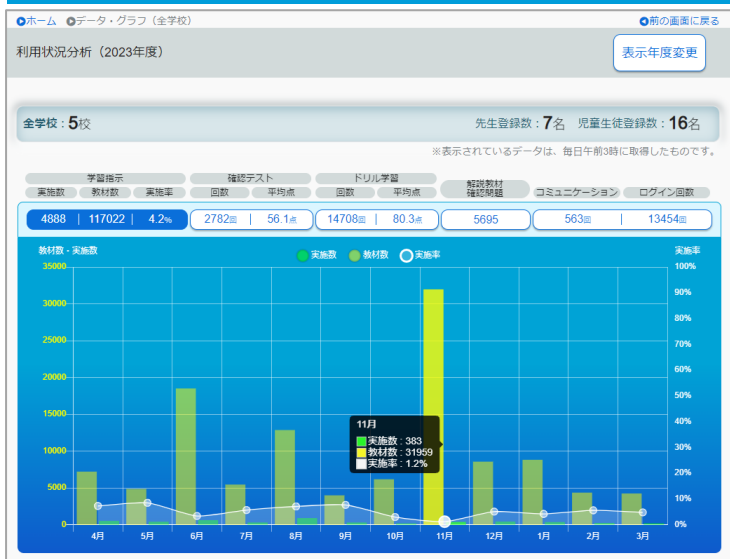 ホーム データ・グラフ（全学校） 前の画面に戻る
利用状況分析（2023年度） 表示年度変更
全学校：5校 先生登録数：7名 児童生徒登録数：16名
※表示されているデータは、毎日午前3時に取得したものです。
学習指示 確認テスト ドリル学習 解説教材
実施数 教材数 実施率 回数 平均点 回数 平均点 確認問題 コミュニケーション ログイン回数
4888 | 117022 | 4.2% 2782回 | 56.1点 14708回 | 80.3点 5695 563回 | 13454回
教材数・実施数 実施数 教材数 実施率 実施率
35000 100%
90%
30000
80%
25000
70%
60%
20000
50%
15000
40%
11月
実施数：383
10000 教材数：31959 30%
実施率：1.2%
20%
5000
10%
0 0%
4月 5月 6月 7月 8月 9月 10月 11月 12月 1月 2月 3月